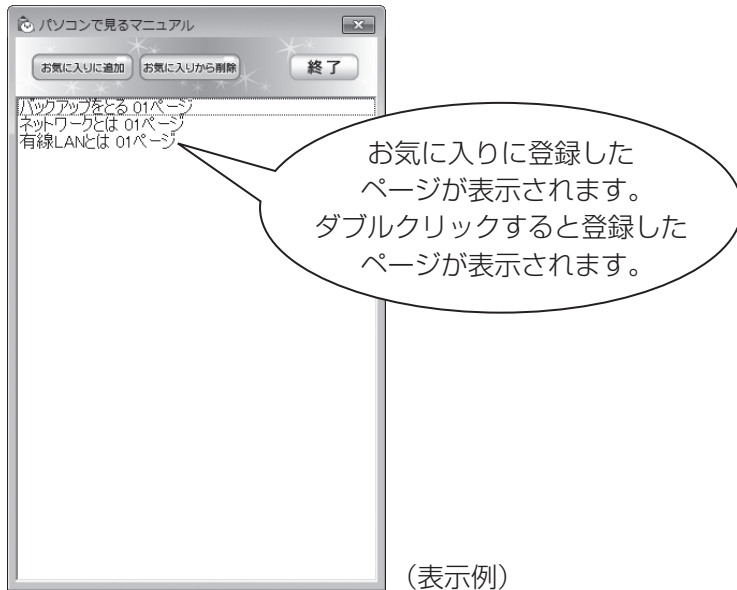 パソコンで見るマニュアル
お気に入りに追加 お気に入りから削除 終了
バックアップをとる 01ページ
ネットワークとは 01ページ
有線LANとは 01ページ
お気に入りに登録した
ページが表示されます。
ダブルクリックすると登録した
ページが表示されます。
（表示例）